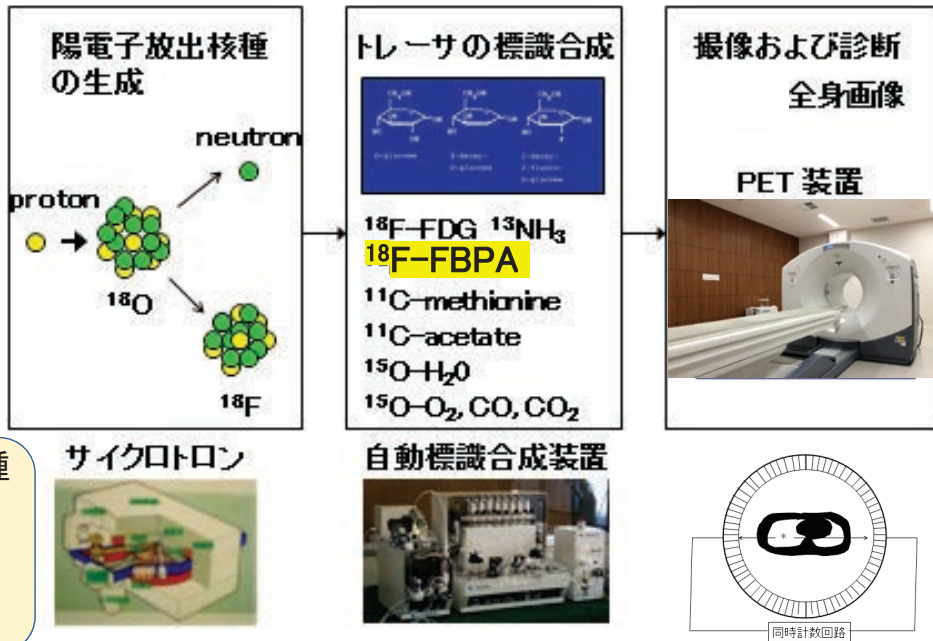 陽電子放出核種
の生成
neutron
proton
¹⁸O
¹⁸F
トレーサの標識合成
¹⁸F-FDG ¹³NH₃
¹⁸F-FBPA
¹¹C-methionine
¹¹C-acetate
¹⁵O-H₂O
¹⁵O-O₂, CO, CO₂
撮像および診断
全身画像
PET 装置
種
サイクロトロン
自動標識合成装置
*
同時計数回路